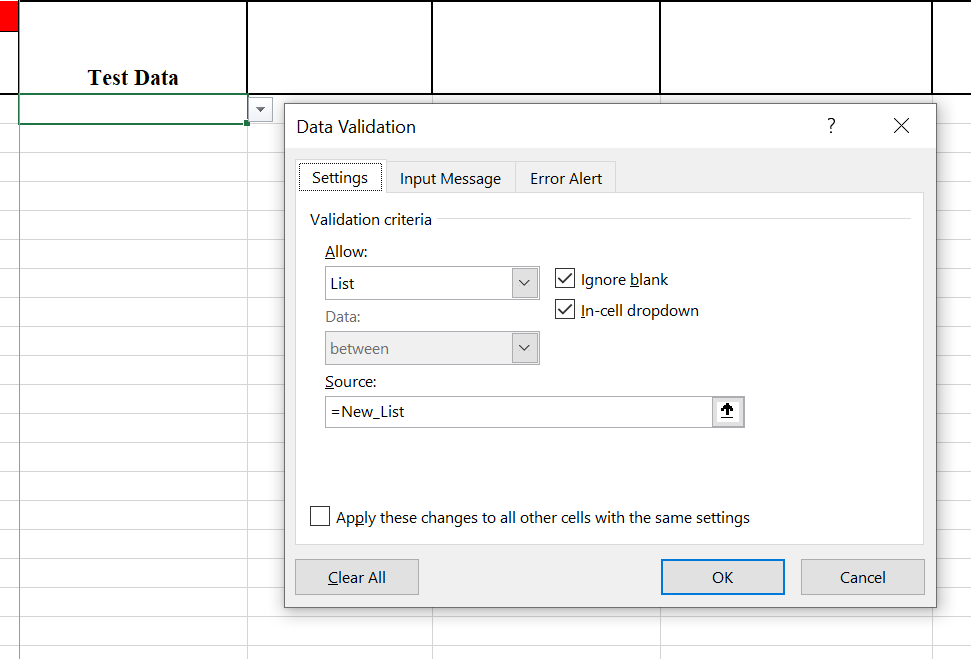 Test Data
Data Validation ?
Settings Input Message Error Alert
Validation criteria
Allow:
List
Ignore blank
Data:
In-cell dropdown
between
Source:
=New_List
Apply these changes to all other cells with the same settings
Clear All OK Cancel